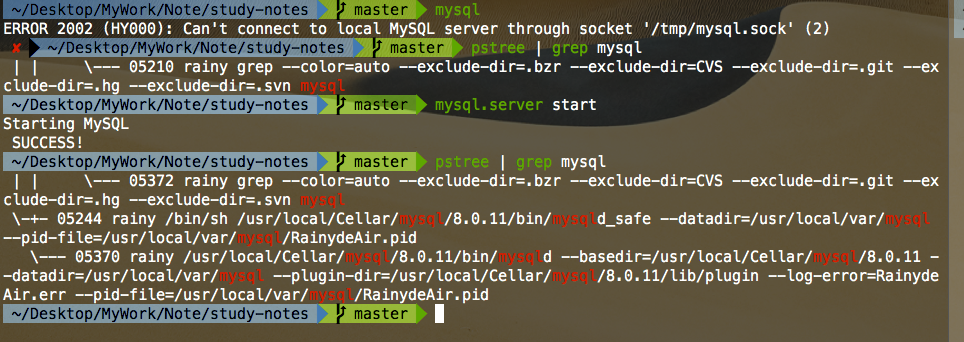 ~/Desktop/MyWork/Note/study-notes master mysql
ERROR 2002 (HY000): Can't connect to local MySQL server through socket '/tmp/mysql.sock' (2)
✘ ~/Desktop/MyWork/Note/study-notes master pstree | grep mysql
| |     \--- 05210 rainy grep --color=auto --exclude-dir=.bzr --exclude-dir=CVS --exclude-dir=.git --ex
clude-dir=.hg --exclude-dir=.svn mysql
~/Desktop/MyWork/Note/study-notes master mysql.server start
Starting MySQL
SUCCESS!
~/Desktop/MyWork/Note/study-notes master pstree | grep mysql
| |     \--- 05372 rainy grep --color=auto --exclude-dir=.bzr --exclude-dir=CVS --exclude-dir=.git --ex
clude-dir=.hg --exclude-dir=.svn mysql
\-+- 05244 rainy /bin/sh /usr/local/Cellar/mysql/8.0.11/bin/mysqld_safe --datadir=/usr/local/var/mysql
--pid-file=/usr/local/var/mysql/RainydeAir.pid
\--- 05370 rainy /usr/local/Cellar/mysql/8.0.11/bin/mysqld --basedir=/usr/local/Cellar/mysql/8.0.11 -
-datadir=/usr/local/var/mysql --plugin-dir=/usr/local/Cellar/mysql/8.0.11/lib/plugin --log-error=Rainyde
Air.err --pid-file=/usr/local/var/mysql/RainydeAir.pid
~/Desktop/MyWork/Note/study-notes master